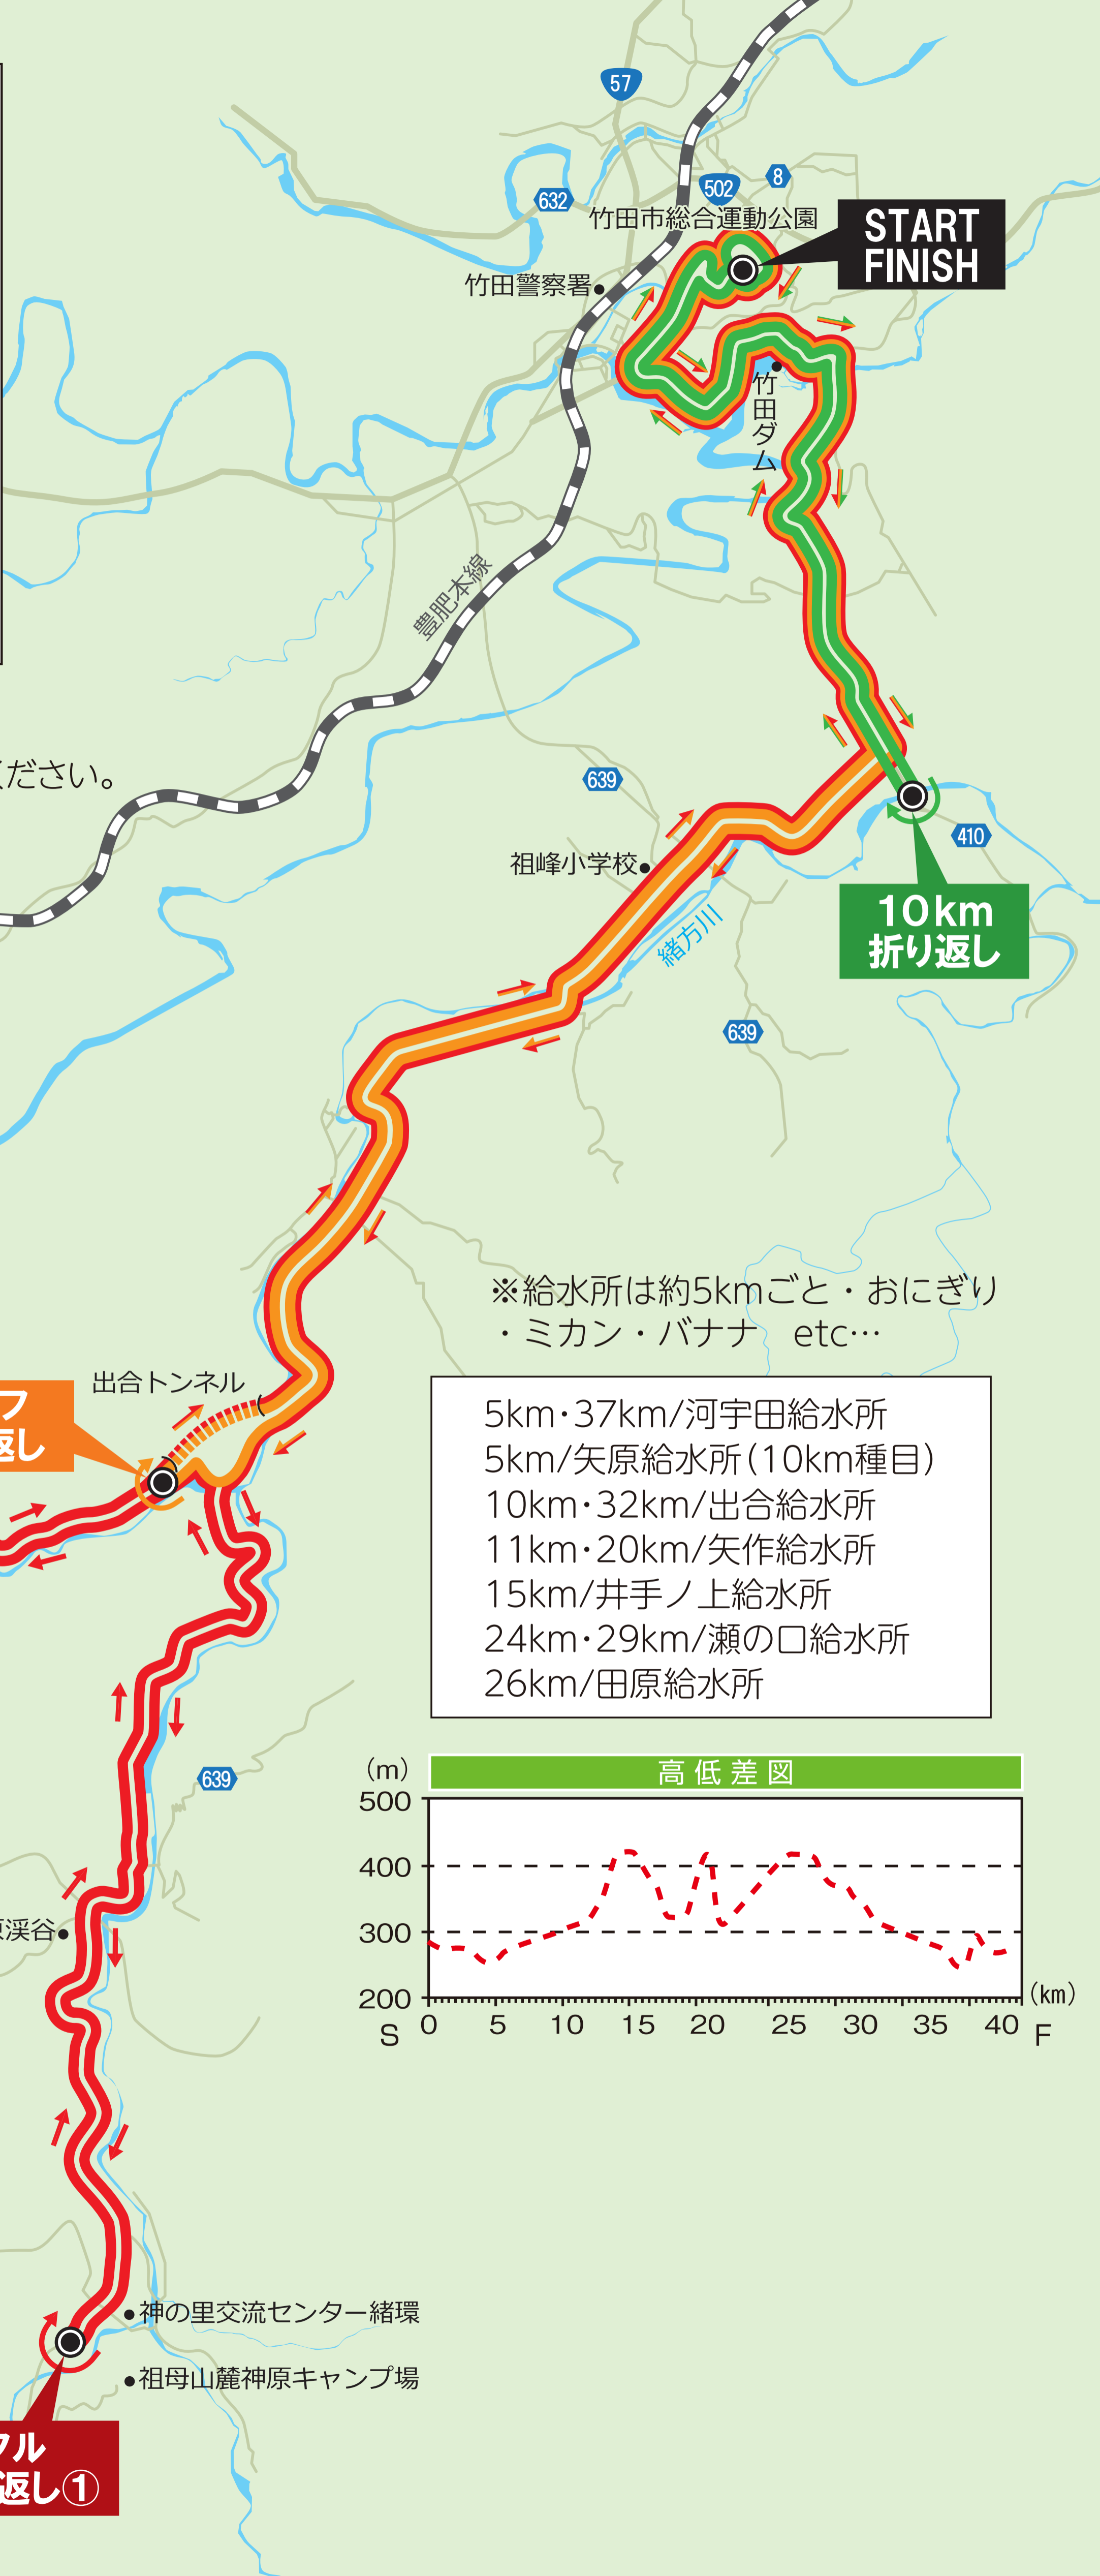 57
502
8
632
竹田市総合運動公園
START
FINISH
竹田警察署
竹田ダム
豊肥本線
ください。
639
410
祖峰小学校
10km
折り返し
緒方川
639
※給水所は約5kmごと・おにぎり
・ミカン・バナナ etc…
出合トンネル
フ
返し
5km・37km/河宇田給水所
5km/矢原給水所(10km種目)
10km・32km/出合給水所
11km・20km/矢作給水所
15km/井手ノ上給水所
24km・29km/瀬の口給水所
26km/田原給水所
639
高低差図
(m)
500
400
300
200
(km)
S 0 5 10 15 20 25 30 35 40 F
渓谷
神の里交流センター緒環
祖母山麓神原キャンプ場
フル
返し①